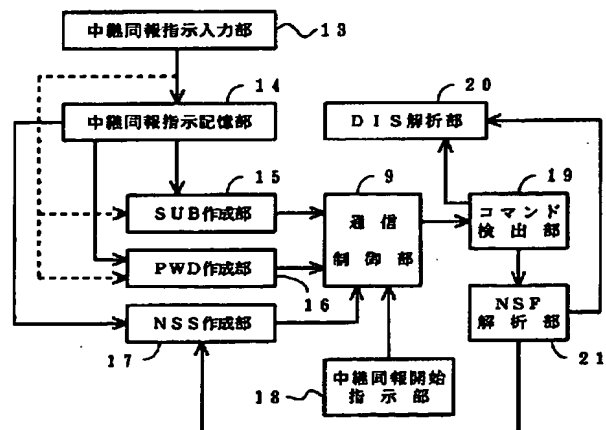 中継同報指示入力部
13
14
中継同報指示記憶部
20
DIS解析部
15
SUB作成部
9
通信
制御部
19
コマンド
検出部
PWD作成部
16
NSS作成部
17
NSF
解析部
21
中継同報開始
指示部
18